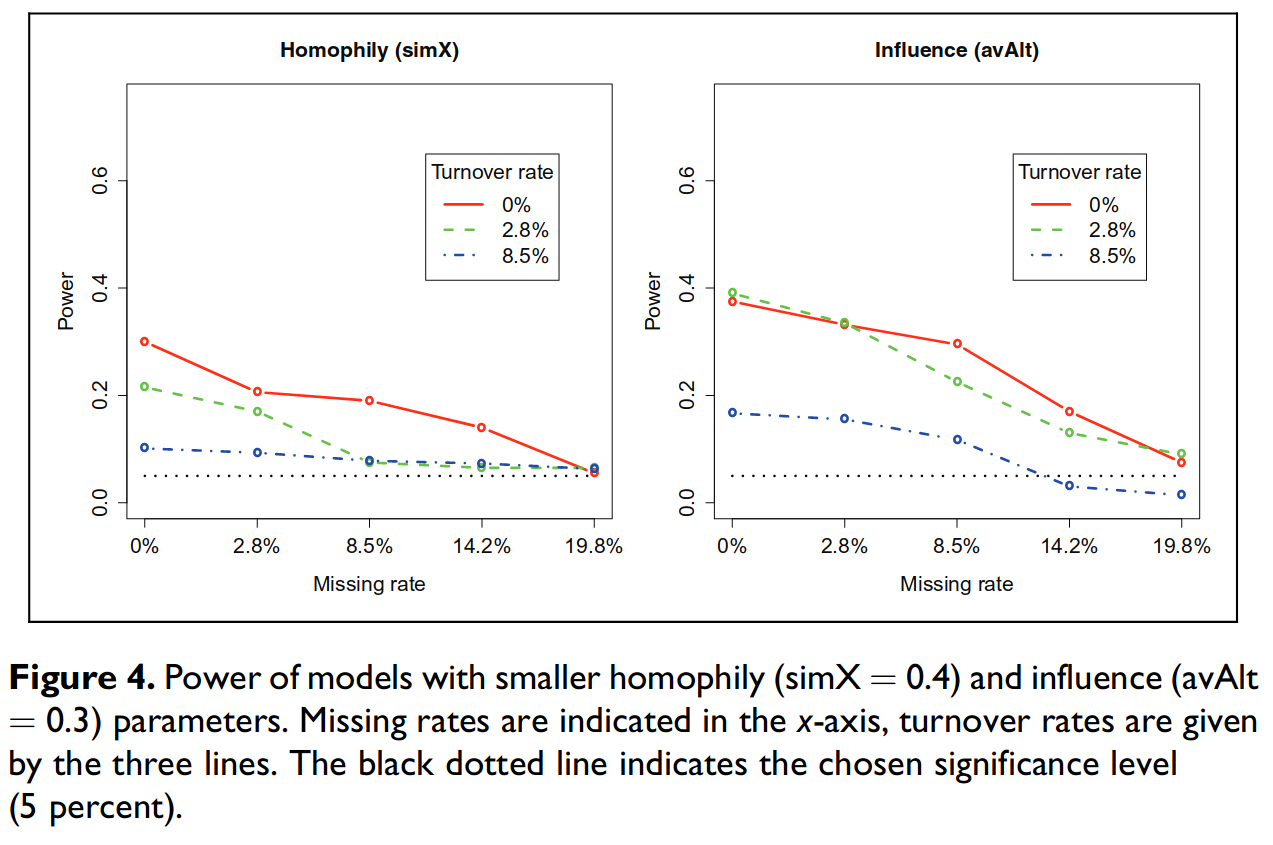 Homophily (simX)
Power
0.0
0.2
0.4
0.6
Turnover rate
0%
2.8%
8.5%
0%
2.8%
8.5%
14.2%
19.8%
Missing rate
Influence (avAlt)
Power
0.0
0.2
0.4
0.6
Turnover rate
0%
2.8%
8.5%
0%
2.8%
8.5%
14.2%
19.8%
Missing rate
Figure 4. Power of models with smaller homophily (simX = 0.4) and influence (avAlt
= 0.3) parameters. Missing rates are indicated in the x-axis, turnover rates are given
by the three lines. The black dotted line indicates the chosen significance level
(5 percent).